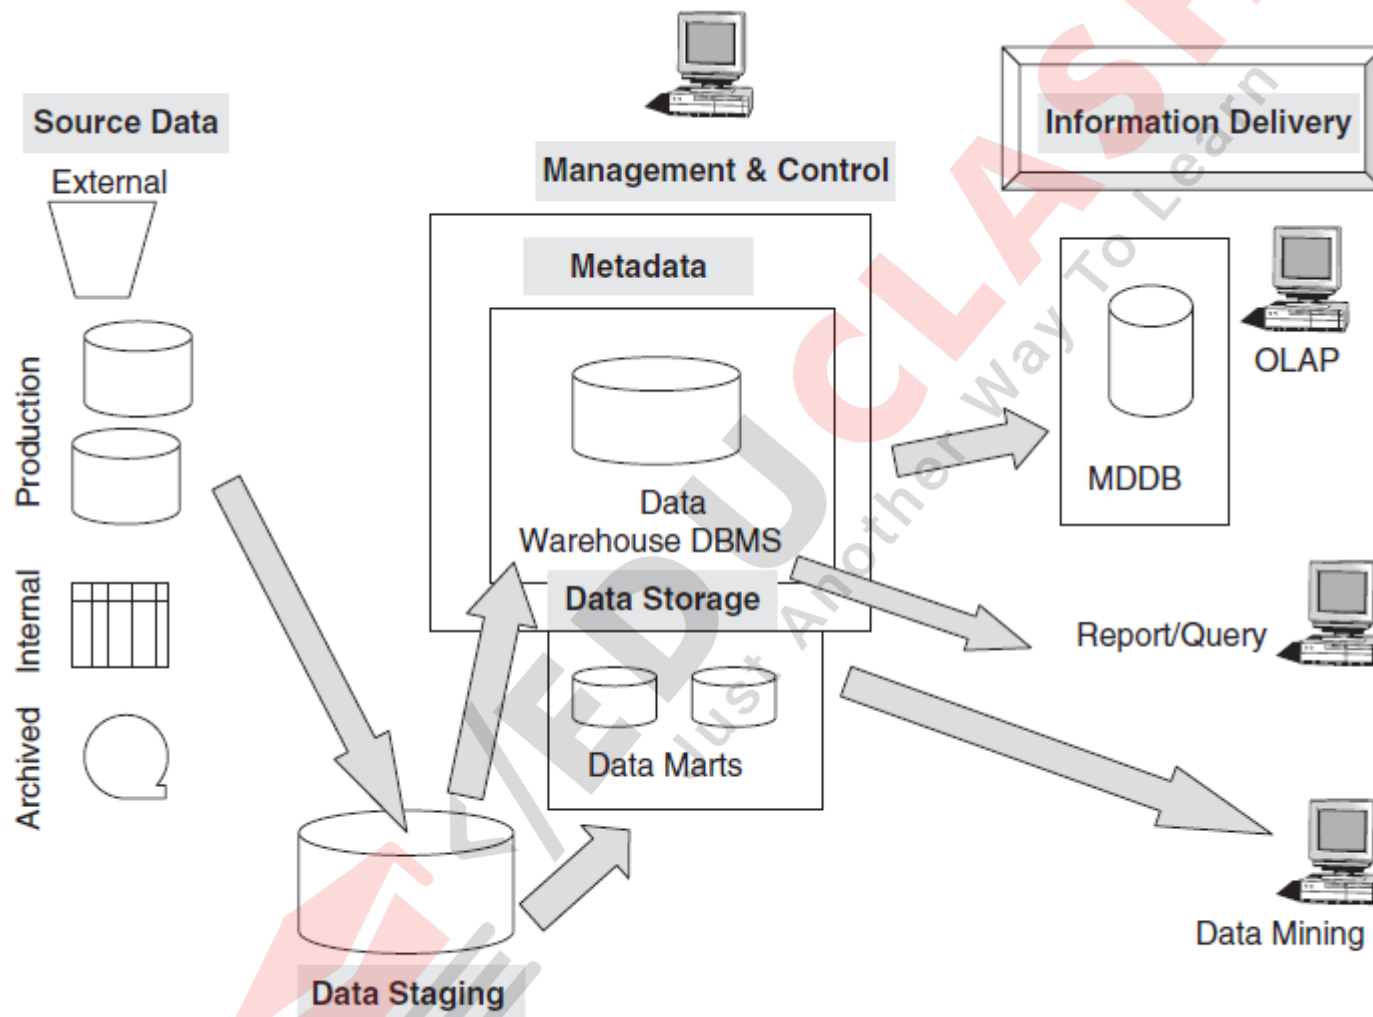 Source Data
External
Production
Internal
Archived
Management & Control
Metadata
Data
Warehouse DBMS
Data Storage
Data Marts
Data Staging
Information Delivery
OLAP
MDDB
Report/Query
Data Mining
EDUCLASH
Just Another Way To Learn